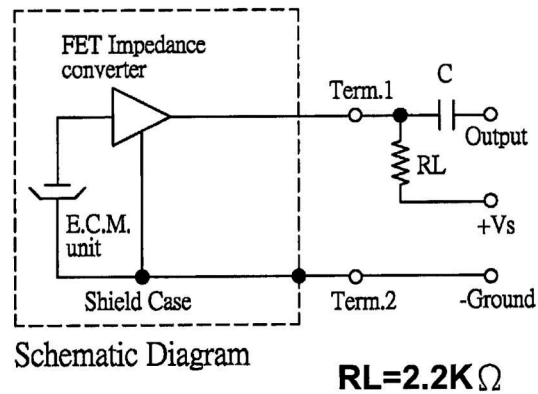 FET Impedance
converter
Term.1
C
Output
RL
+Vs
E.C.M.
unit
Shield Case
Term.2
-Ground
Schematic Diagram
RL=2.2KΩ